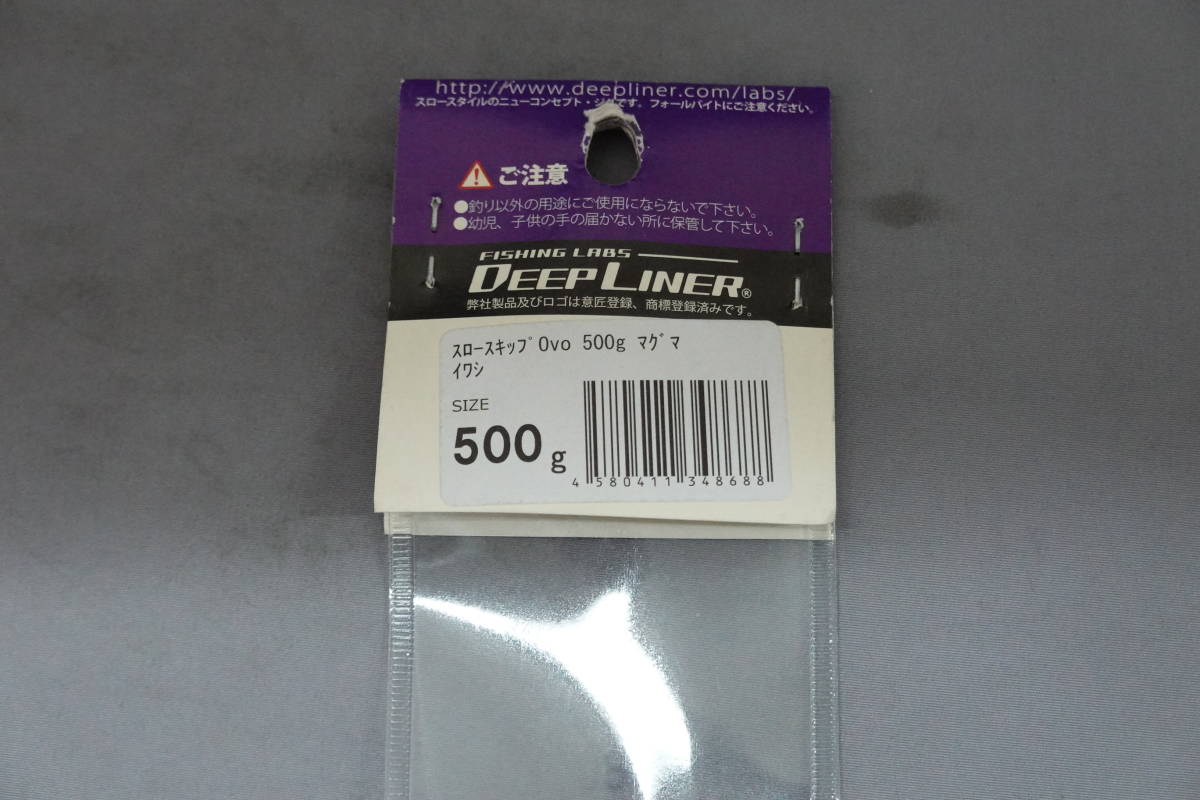 http://www.deepliner.com/labs/
スロースタイルのニューコンセプト・ジグです。フォールバイトにご注意ください。
ご注意
●釣り以外の用途にご使用にならないで下さい。
●幼児、子供の手の届かない所に保管して下さい。
FISHING LABS
DEEPLINER®
弊社製品及びロゴは意匠登録、商標登録済みです。
ｽﾛｰｽｷｯﾌﾟOvo 500g ﾏｸﾞﾏ
ｲﾜｼ
SIZE
500g
4 580411 348688